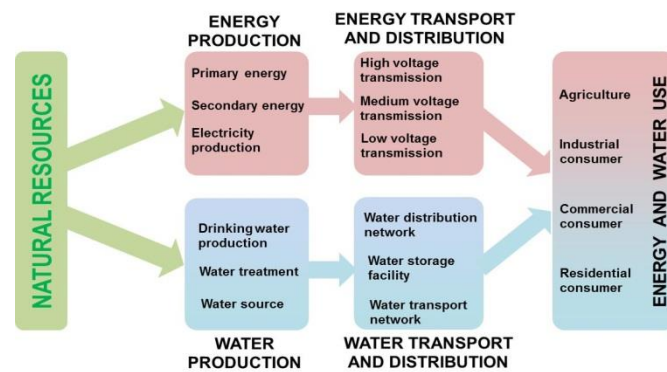 NATURAL RESOURCES
ENERGY
PRODUCTION
Primary energy
Secondary energy
Electricity
production
ENERGY TRANSPORT
AND DISTRIBUTION
High voltage
transmission
Medium voltage
transmission
Low voltage
transmission
Drinking water
production
Water treatment
Water source
WATER
PRODUCTION
Water distribution
network
Water storage
facility
Water transport
network
WATER TRANSPORT
AND DISTRIBUTION
Agriculture
Industrial
consumer
Commercial
consumer
Residential
consumer
ENERGY AND WATER USE